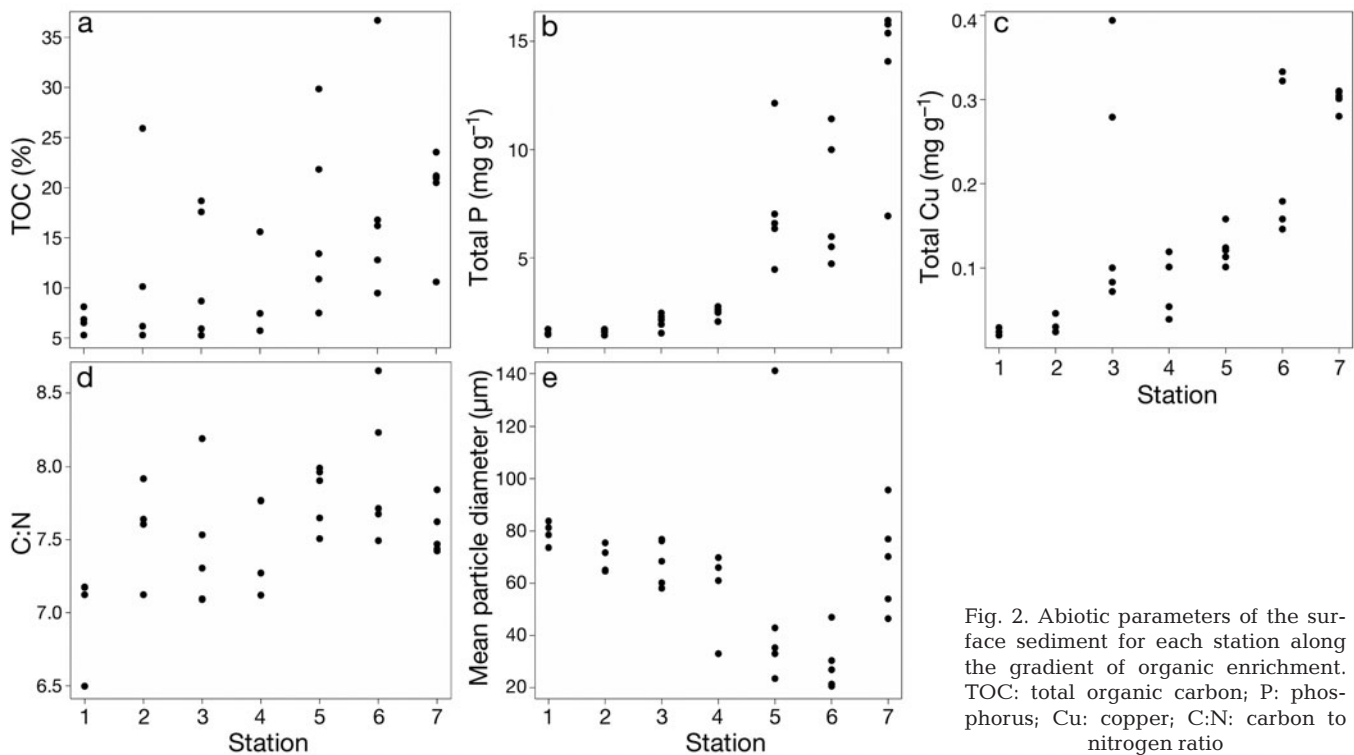 a
35
30
25
20
15
10
5
TOC (%)
b
15
10
5
Total P (mg g⁻¹)
c
0.4
0.3
0.2
0.1
Total Cu (mg g⁻¹)
1 2 3 4 5 6 7
Station
d
8.5
8.0
7.5
7.0
6.5
C:N
1 2 3 4 5 6 7
Station
e
140
120
100
80
60
40
20
Mean particle diameter (µm)
1 2 3 4 5 6 7
Station
Fig. 2. Abiotic parameters of the sur-
face sediment for each station along
the gradient of organic enrichment.
TOC: total organic carbon; P: phos-
phorus; Cu: copper; C:N: carbon to
nitrogen ratio